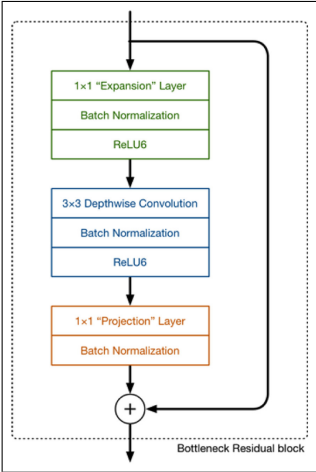 1×1 “Expansion” Layer
Batch Normalization
ReLU6
3×3 Depthwise Convolution
Batch Normalization
ReLU6
1×1 “Projection” Layer
Batch Normalization
+
Bottleneck Residual block